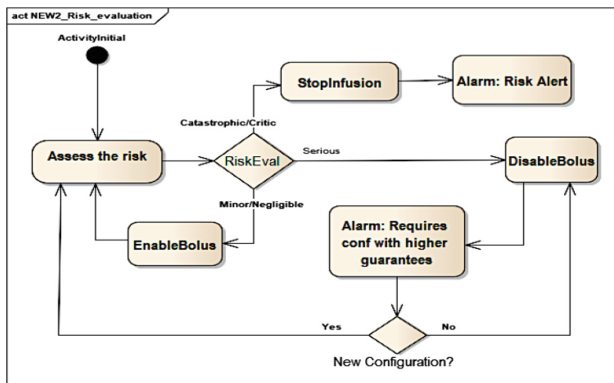 act NEW2_Risk_evaluation
ActivityInitial
StopInfusion
Alarm: Risk Alert
Catastrophic/Critic
Assess the risk
RiskEval
Serious
DisableBolus
Minor/Negligible
EnableBolus
Alarm: Requires
conf with higher
guarantees
Yes
No
New Configuration?